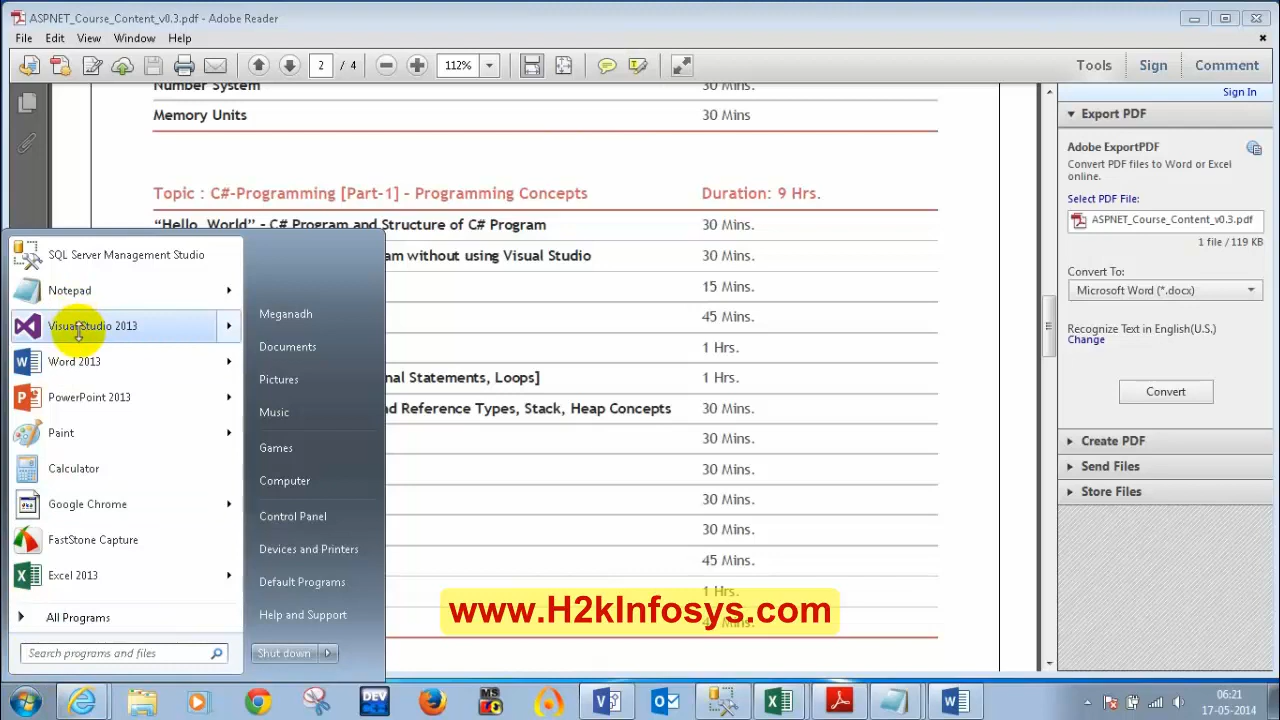 ASPNET_Course_Content_v0.3.pdf - Adobe Reader
File Edit View Window Help
2 / 4 112% Tools Sign Comment
Number System 30 Mins.
Memory Units 30 Mins
Topic : C#-Programming [Part-1] - Programming Concepts Duration: 9 Hrs.
"Hello World" - C# Program and Structure of C# Program 30 Mins.
am without using Visual Studio 30 Mins.
15 Mins.
45 Mins.
1 Hrs.
nal Statements, Loops] 1 Hrs.
nd Reference Types, Stack, Heap Concepts 30 Mins.
30 Mins.
30 Mins.
30 Mins.
30 Mins.
45 Mins.
1 Hrs.
Sign In
Export PDF
Adobe ExportPDF
Convert PDF files to Word or Excel
online.
Select PDF File:
ASPNET_Course_Content_v0.3.pdf
1 file / 119 KB
Convert To:
Microsoft Word (*.docx)
Recognize Text in English(U.S.)
Change
Convert
Create PDF
Send Files
Store Files
SQL Server Management Studio
Notepad
Visual Studio 2013
Word 2013
PowerPoint 2013
Paint
Calculator
Google Chrome
FastStone Capture
Excel 2013
All Programs
Search programs and files
Meganadh
Documents
Pictures
Music
Games
Computer
Control Panel
Devices and Printers
Default Programs
Help and Support
Shut down
www.H2kInfosys.com
DEV
MS
06:21
17-05-2014